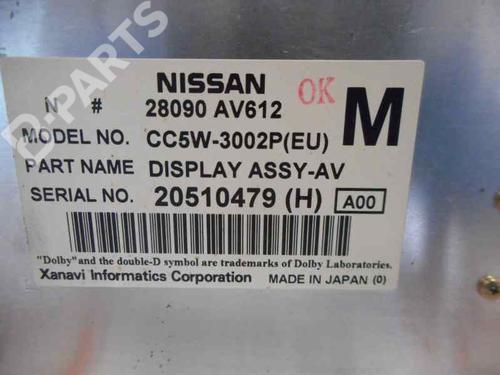 NISSAN
OK
M
N° # 28090 AV612
MODEL NO. CC5W-3002P(EU)
PART NAME DISPLAY ASSY-AV
SERIAL NO. 20510479 (H) A00
"Dolby" and the double-D symbol are trademarks of Dolby Laboratories.
Xanavi Informatics Corporation MADE IN JAPAN (0)
D-PARTS